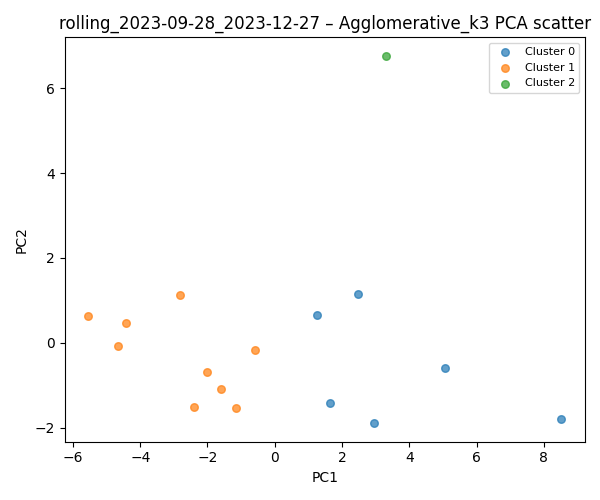 rolling_2023-09-28_2023-12-27 – Agglomerative_k3 PCA scatter
Cluster 0
Cluster 1
Cluster 2
PC2
6
4
2
0
−2
−6
−4
−2
0
2
4
6
8
PC1